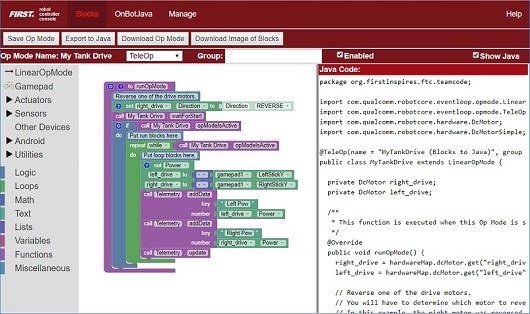 FIRST. robot controller console
Blocks
OnBotJava
Manage
Help
Save Op Mode
Export to Java
Download Op Mode
Download Image of Blocks
Op Mode Name: My Tank Drive
TeleOp
Group:
Enabled
Show Java
LinearOpMode
Gamepad
Actuators
Sensors
Other Devices
Android
Utilities
Logic
Loops
Math
Text
Lists
Variables
Functions
Miscellaneous
to runOpMode
Reverse one of the drive motors.
set right_drive . Direction to Direction REVERSE
call My Tank Drive . waitForStart
if call My Tank Drive . opModeIsActive
do Put run blocks here
repeat while call My Tank Drive . opModeIsActive
do Put loop blocks here
set Power
left_drive to - gamepad1 . LeftStickY
right_drive to - gamepad1 . RightStickY
call Telemetry . addData
key " Left Pow "
number left_drive . Power
call Telemetry . addData
key " Right Pow "
number right_drive . Power
call Telemetry . update
Java Code:
package org.firstinspires.ftc.teamcode;
import com.qualcomm.robotcore.eventloop.opmode.Linear
import com.qualcomm.robotcore.eventloop.opmode.TeleOp
import com.qualcomm.robotcore.hardware.DcMotor;
import com.qualcomm.robotcore.hardware.DcMotorSimple;
@TeleOp(name = "MyTankDrive (Blocks to Java)", group
public class MyTankDrive extends LinearOpMode {
private DcMotor right_drive;
private DcMotor left_drive;
/**
* This function is executed when this Op Mode is s
*/
@Override
public void runOpMode() {
right_drive = hardwareMap.dcMotor.get("right_driv
left_drive = hardwareMap.dcMotor.get("left_drive"
// Reverse one of the drive motors.
// You will have to determine which motor to reve
// In this example, the right motor was reversed